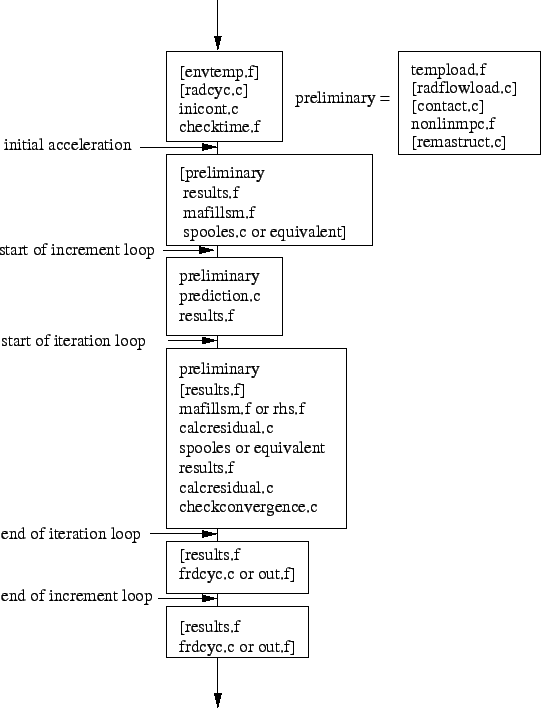 [envtemp,f]
[radcyc,c]
inicont,c
checktime,f
preliminary =
tempload,f
[radflowload,c]
[contact,c]
nonlinmpc,f
[remastruct,c]
initial acceleration
[preliminary
results,f
mafillsm,f
spooles,c or equivalent]
start of increment loop
preliminary
prediction,c
results,f
start of iteration loop
preliminary
[results,f]
mafillsm,f or rhs,f
calcresidual,c
spooles or equivalent
results,f
calcresidual,c
checkconvergence,c
end of iteration loop
[results,f
frdcyc,c or out,f]
end of increment loop
[results,f
frdcyc,c or out,f]